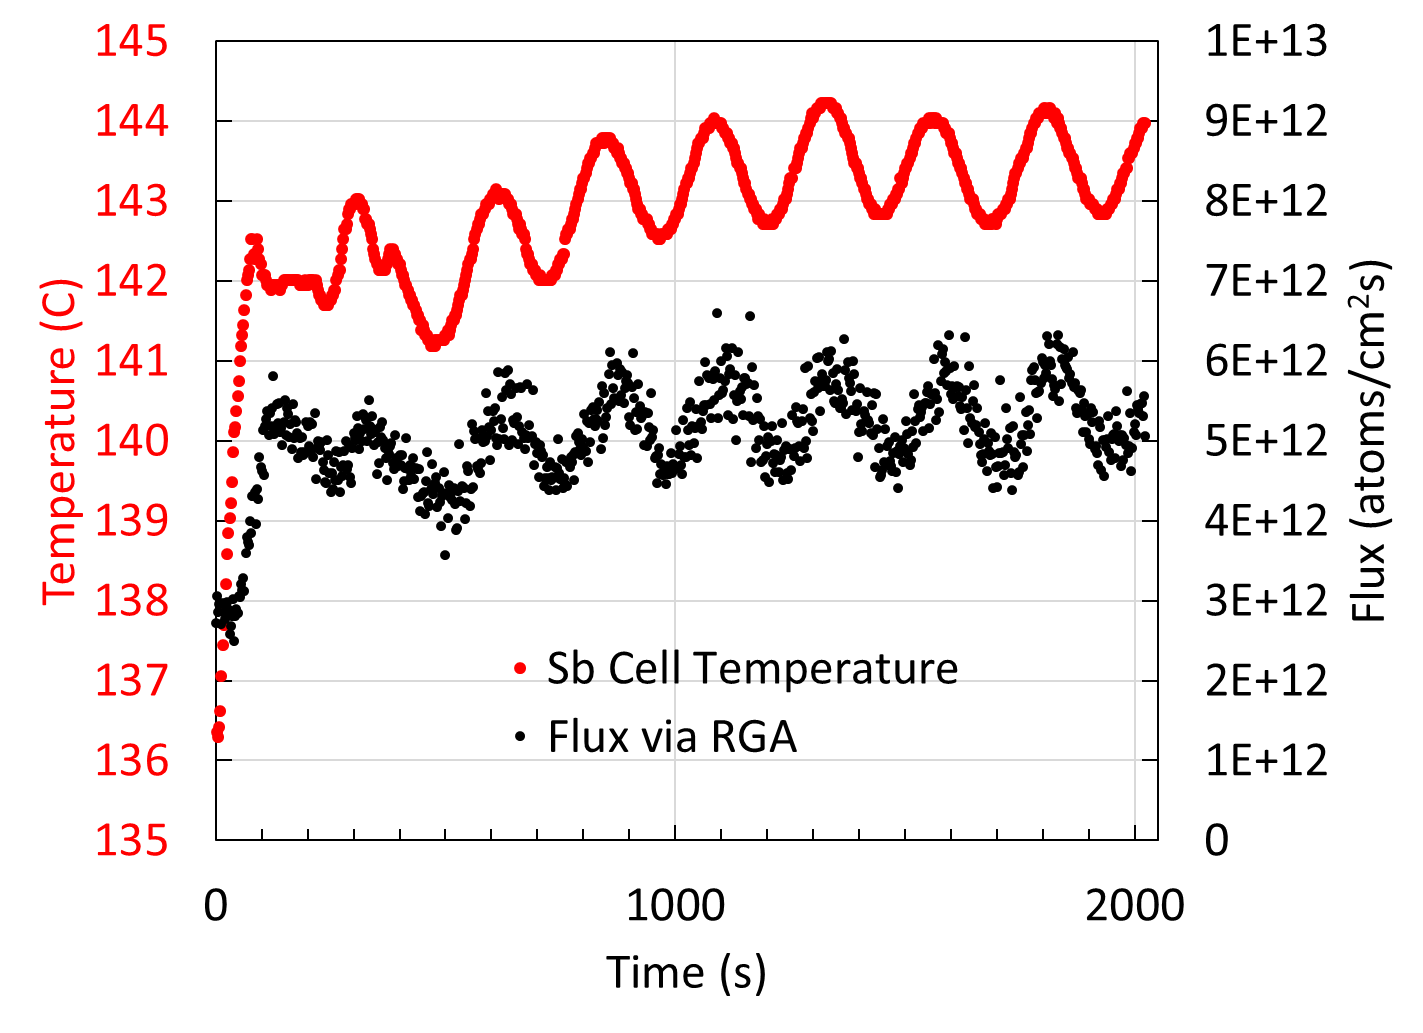 145
144
143
142
141
140
139
138
137
136
135
Temperature (C)
1E+13
9E+12
8E+12
7E+12
6E+12
5E+12
4E+12
3E+12
2E+12
1E+12
0
Flux (atoms/cm²s)
Sb Cell Temperature
Flux via RGA
0 1000 2000
Time (s)